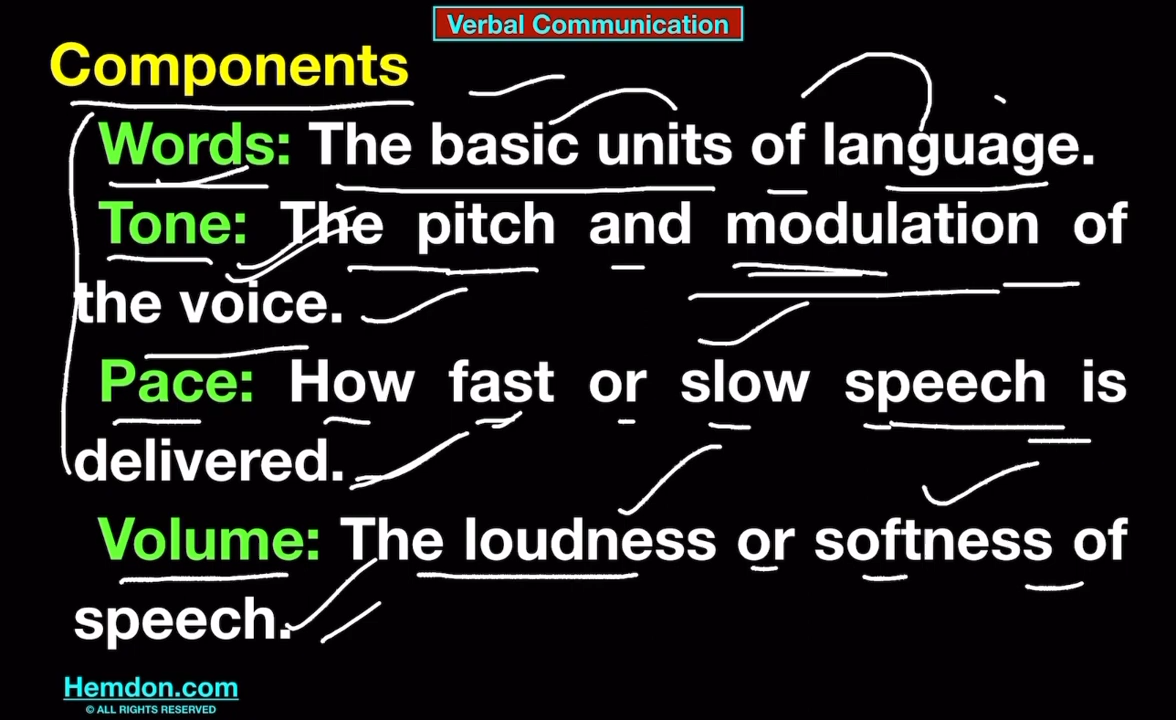 Verbal Communication
Components
Words: The basic units of language.
Tone: The pitch and modulation of
the voice.
Pace: How fast or slow speech is
delivered.
Volume: The loudness or softness of
speech.
Hemdon.com
© ALL RIGHTS RESERVED